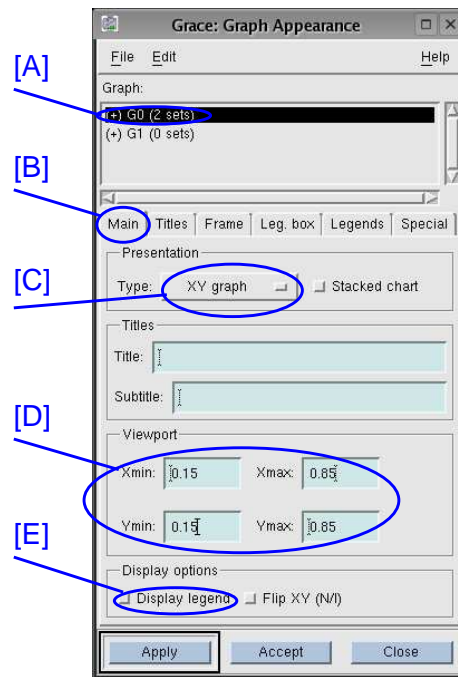 Grace: Graph Appearance
File Edit Help
[A]
Graph:
(+) G0 (2 sets)
(+) G1 (0 sets)
[B]
Main Titles Frame Leg. box Legends Special
Presentation
[C]
Type: XY graph Stacked chart
Titles
Title:
Subtitle:
[D]
Viewport
Xmin: 0.15 Xmax: 0.85
Ymin: 0.15 Ymax: 0.85
[E]
Display options
Display legend Flip XY (N/I)
Apply Accept Close